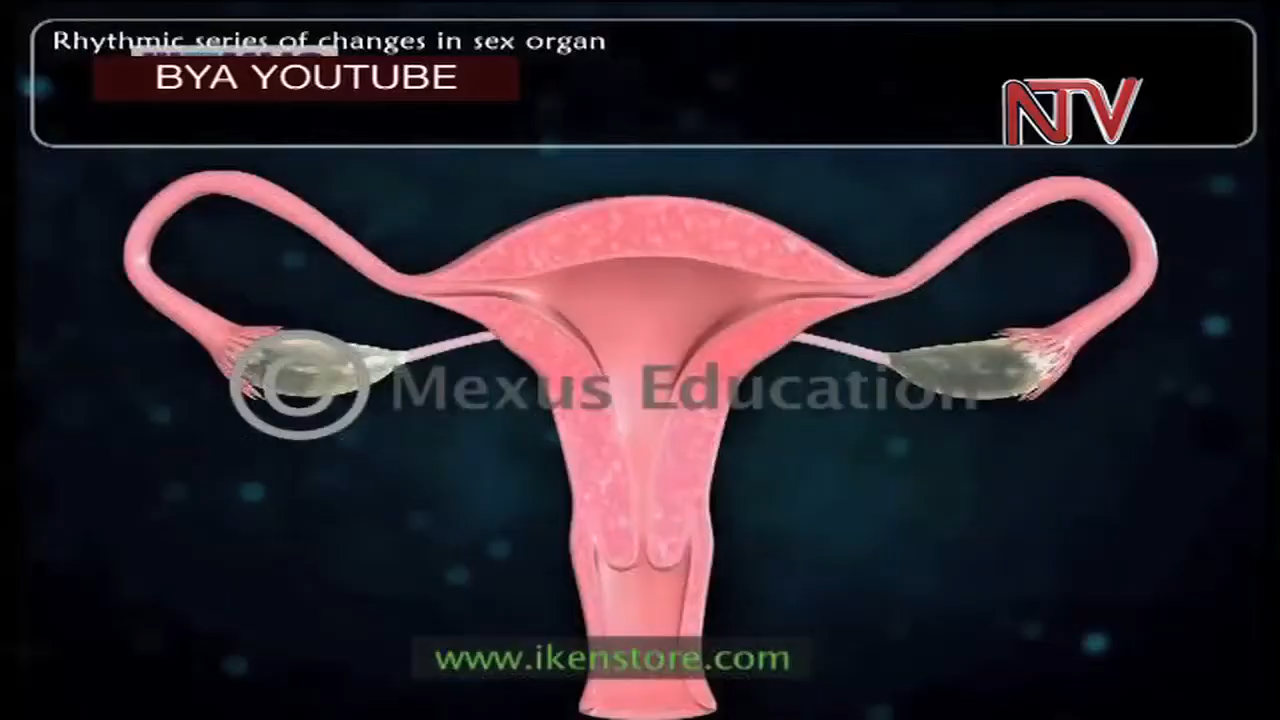 Rhythmic series of changes in sex organ
BYA YOUTUBE
NTV
© Mexus Education
www.ikenstore.com